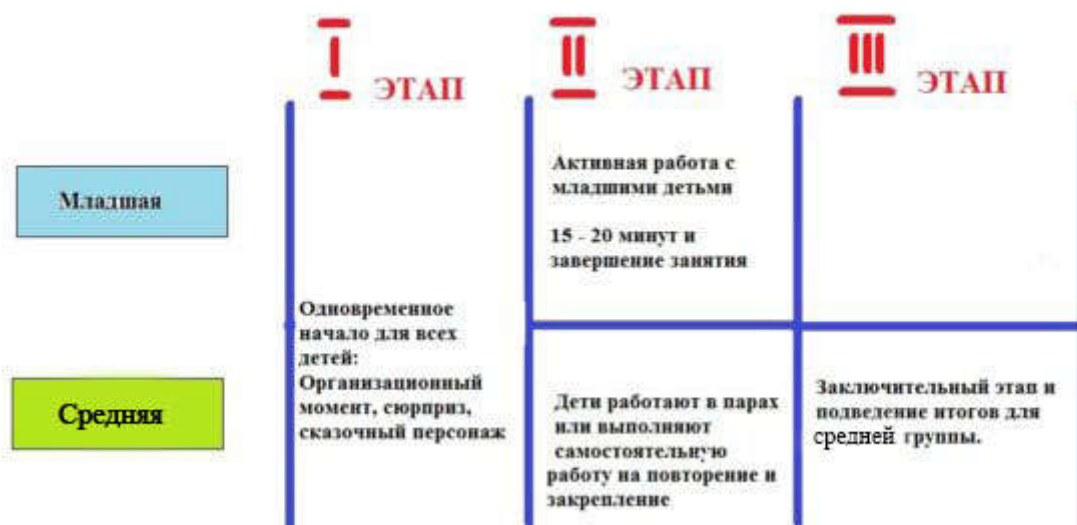 I ЭТАП
II ЭТАП
III ЭТАП
Младшая
Активная работа с
младшими детьми
15 - 20 минут и
завершение занятия
Одновременное
начало для всех
детей:
Организационный
момент, сюрприз,
сказочный персонаж
Средняя
Дети работают в парах
или выполняют
самостоятельную
работу на повторение и
закрепление
Заключительный этап и
подведение итогов для
средней группы.